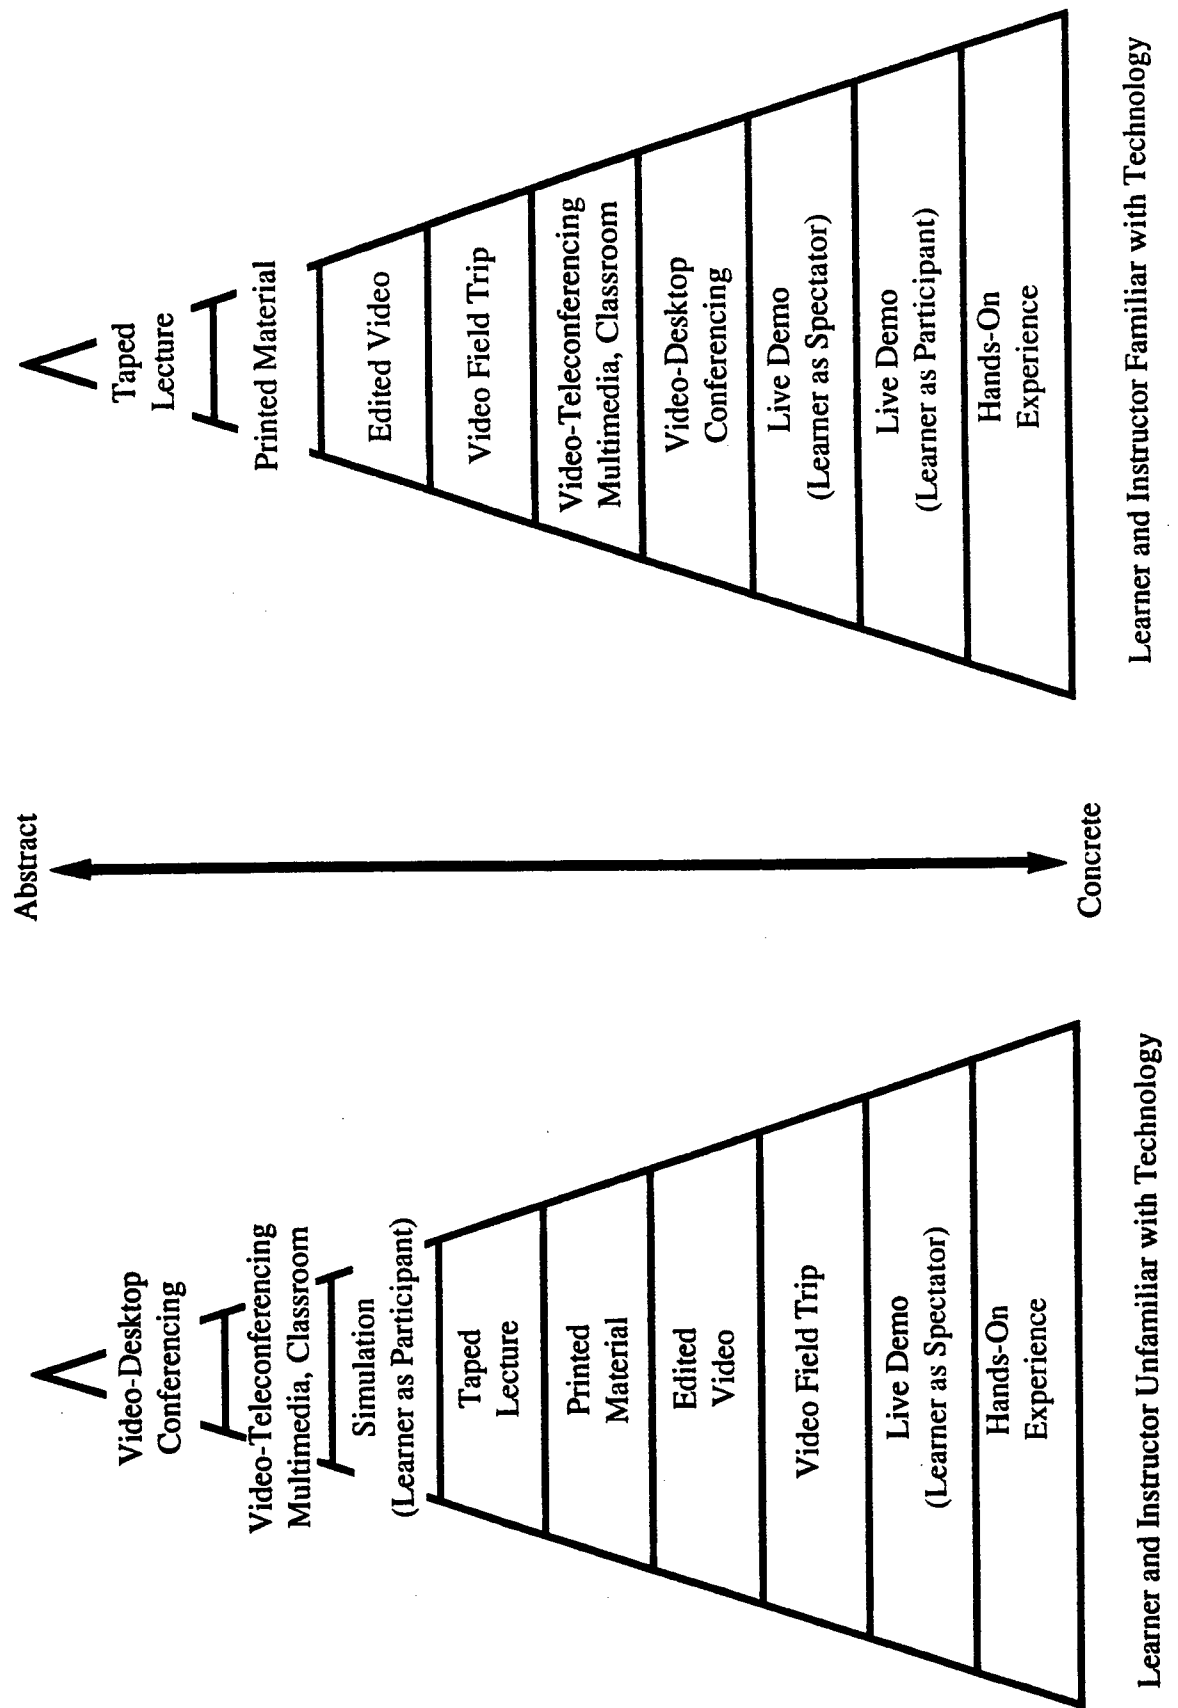 Video-Desktop
Conferencing
Video-Teleconferencing
Multimedia, Classroom
Simulation
(Learner as Participant)
Taped
Lecture
Printed
Material
Edited
Video
Video Field Trip
Live Demo
(Learner as Spectator)
Hands-On
Experience
Learner and Instructor Unfamiliar with Technology
Abstract
Concrete
Taped
Lecture
Printed Material
Edited Video
Video Field Trip
Video-Teleconferencing
Multimedia, Classroom
Video-Desktop
Conferencing
Live Demo
(Learner as Spectator)
Live Demo
(Learner as Participant)
Hands-On
Experience
Learner and Instructor Familiar with Technology